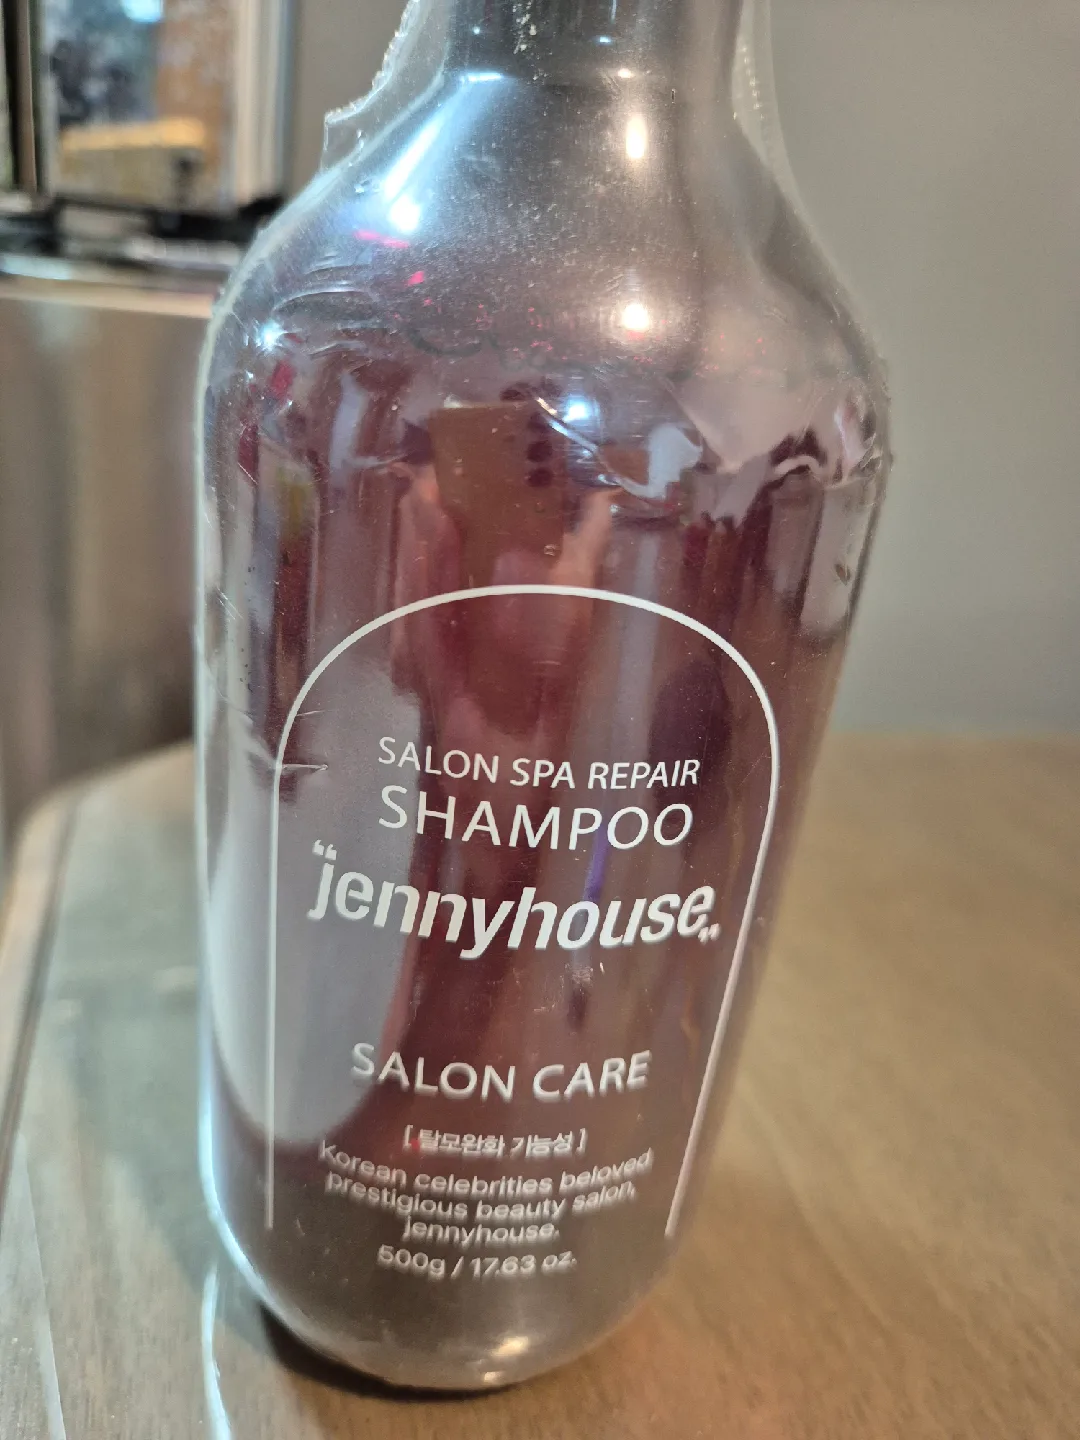 SALON SPA REPAIR
SHAMPOO
"jennyhouse„
SALON CARE
[ 탈모완화 기능성 ]
Korean celebrities beloved
prestigious beauty salon,
jennyhouse.
500g / 17.63 oz.